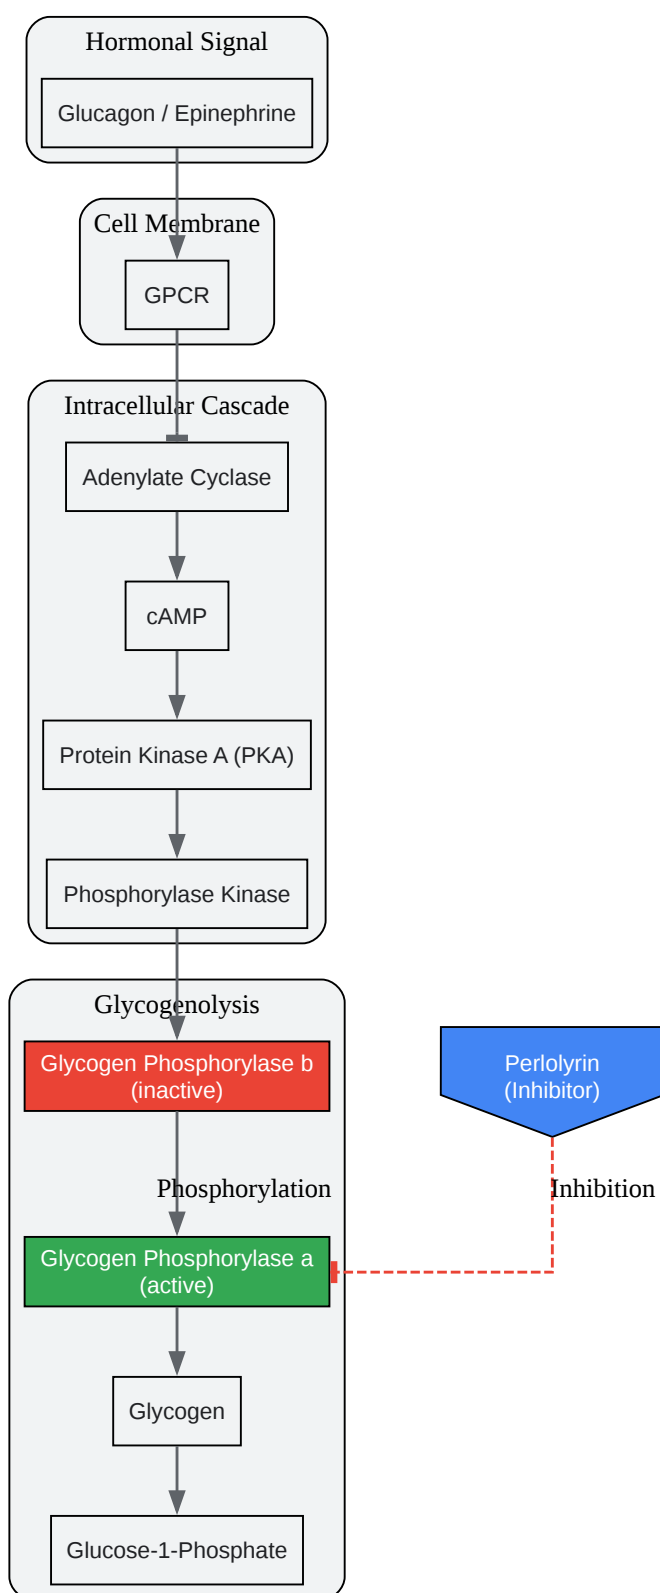 Hormonal Signal
Glucagon / Epinephrine
Cell Membrane
GPCR
Intracellular Cascade
Adenylate Cyclase
cAMP
Protein Kinase A (PKA)
Phosphorylase Kinase
Glycogenolysis
Glycogen Phosphorylase b
(inactive)
Perlolyrin
(Inhibitor)
Phosphorylation
Inhibition
Glycogen Phosphorylase a
(active)
Glycogen
Glucose-1-Phosphate